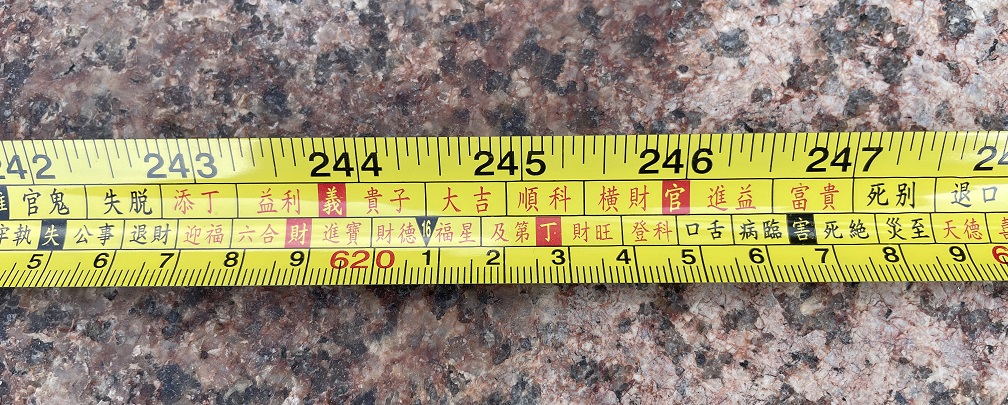 242 243 244 245 246 247
官鬼 失脱 添丁 益利 義 貴子 大吉 順科 横財 官 進益 富貴 死别 退口
執 失 公事 退財 迎福 六合 財 進寶 財德 16 福星 及第 丁 財旺 登科 口舌 病臨 害 死絶 災至 天德
5 6 7 8 9 620 1 2 3 4 5 6 7 8 9